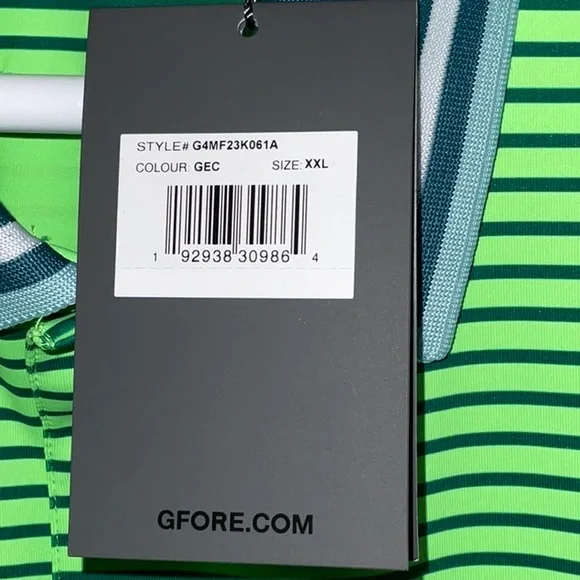 STYLE# G4MF23K061A
COLOUR: GEC SIZE: XXL
1 92938 30986 4
GFORE.COM